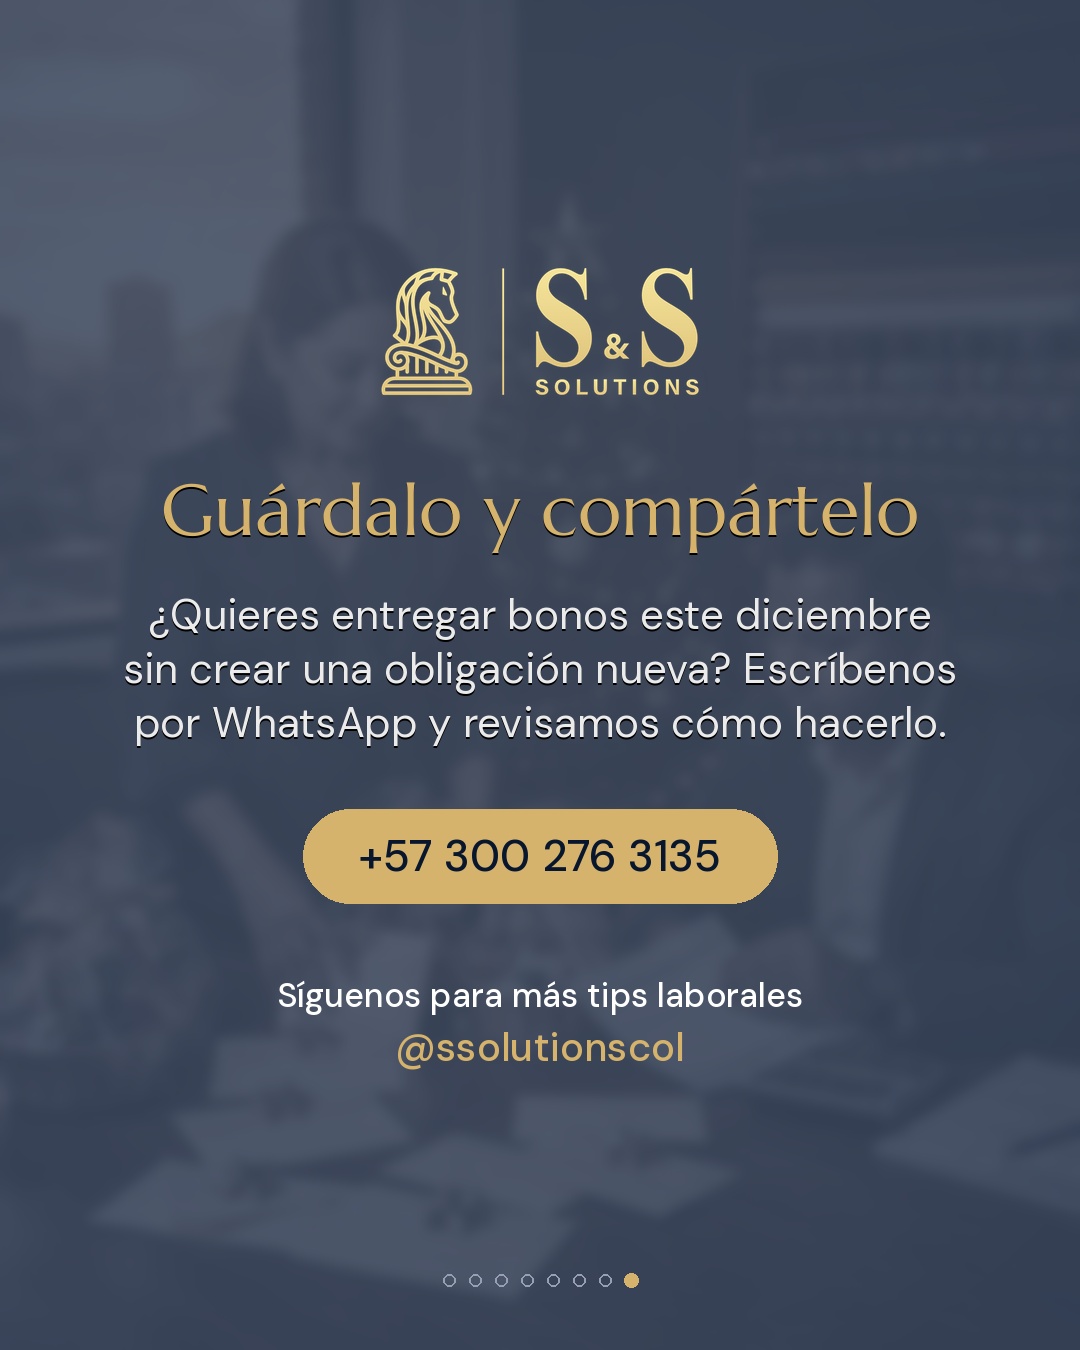 S&S
SOLUTIONS
Guárdalo y compártelo
¿Quieres entregar bonos este diciembre
sin crear una obligación nueva? Escríbenos
por WhatsApp y revisamos cómo hacerlo.
+57 300 276 3135
Síguenos para más tips laborales
@ssolutionscol